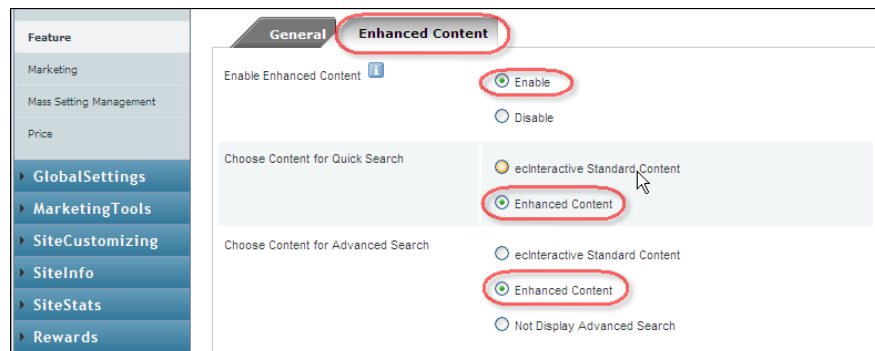 Feature
Marketing
Mass Setting Management
Price
GlobalSettings
MarketingTools
SiteCustomizing
SiteInfo
SiteStats
Rewards
General
Enhanced Content
Enable Enhanced Content i
Enable
Disable
Choose Content for Quick Search
ecInteractive Standard Content
Enhanced Content
Choose Content for Advanced Search
ecInteractive Standard Content
Enhanced Content
Not Display Advanced Search